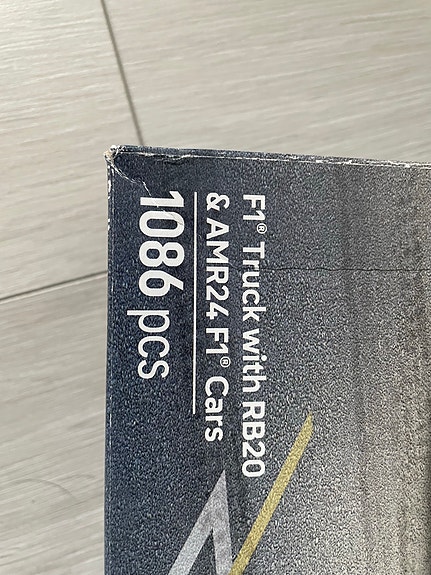 F1® Truck with RB20
& AMR24 F1® Cars
1086 pcs